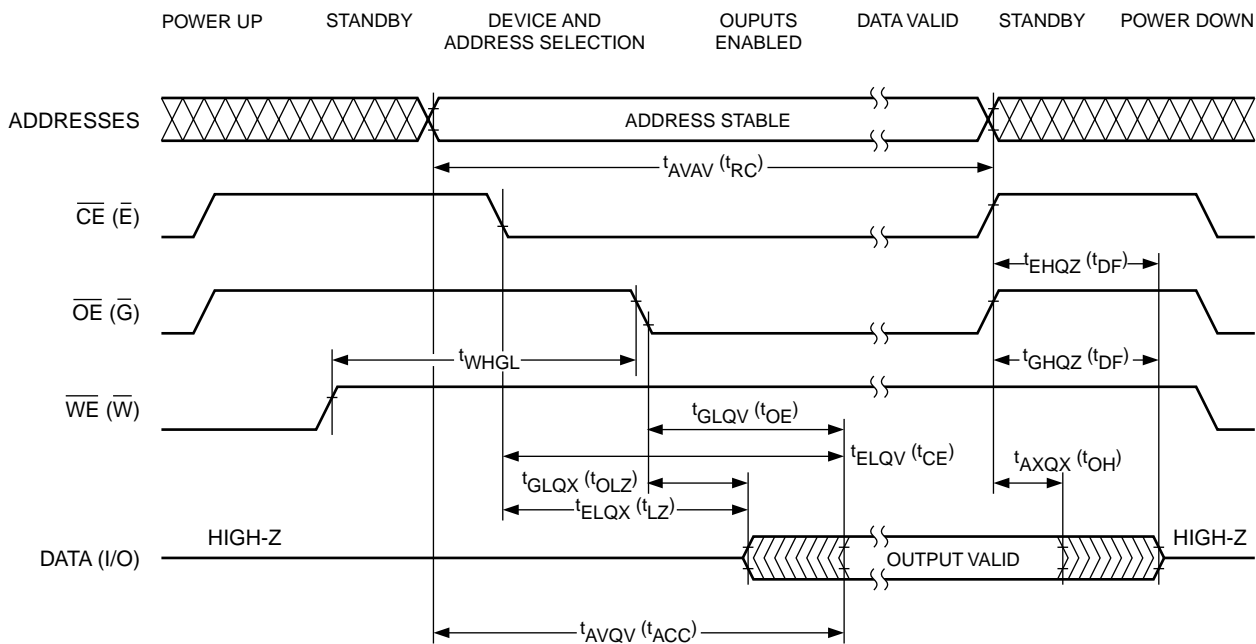 POWER UP
STANDBY
DEVICE AND
ADDRESS SELECTION
OUPUTS
ENABLED
DATA VALID
STANDBY
POWER DOWN
ADDRESSES
ADDRESS STABLE
tAVAV (tRC)
CE (E)
tEHQZ (tDF)
OE (G)
tWHGL
tGHQZ (tDF)
WE (W)
tGLQV (tOE)
tELQV (tCE)
tAXQX (tOH)
tGLQX (tOLZ)
tELQX (tLZ)
HIGH-Z
HIGH-Z
DATA (I/O)
OUTPUT VALID
tAVQV (tACC)